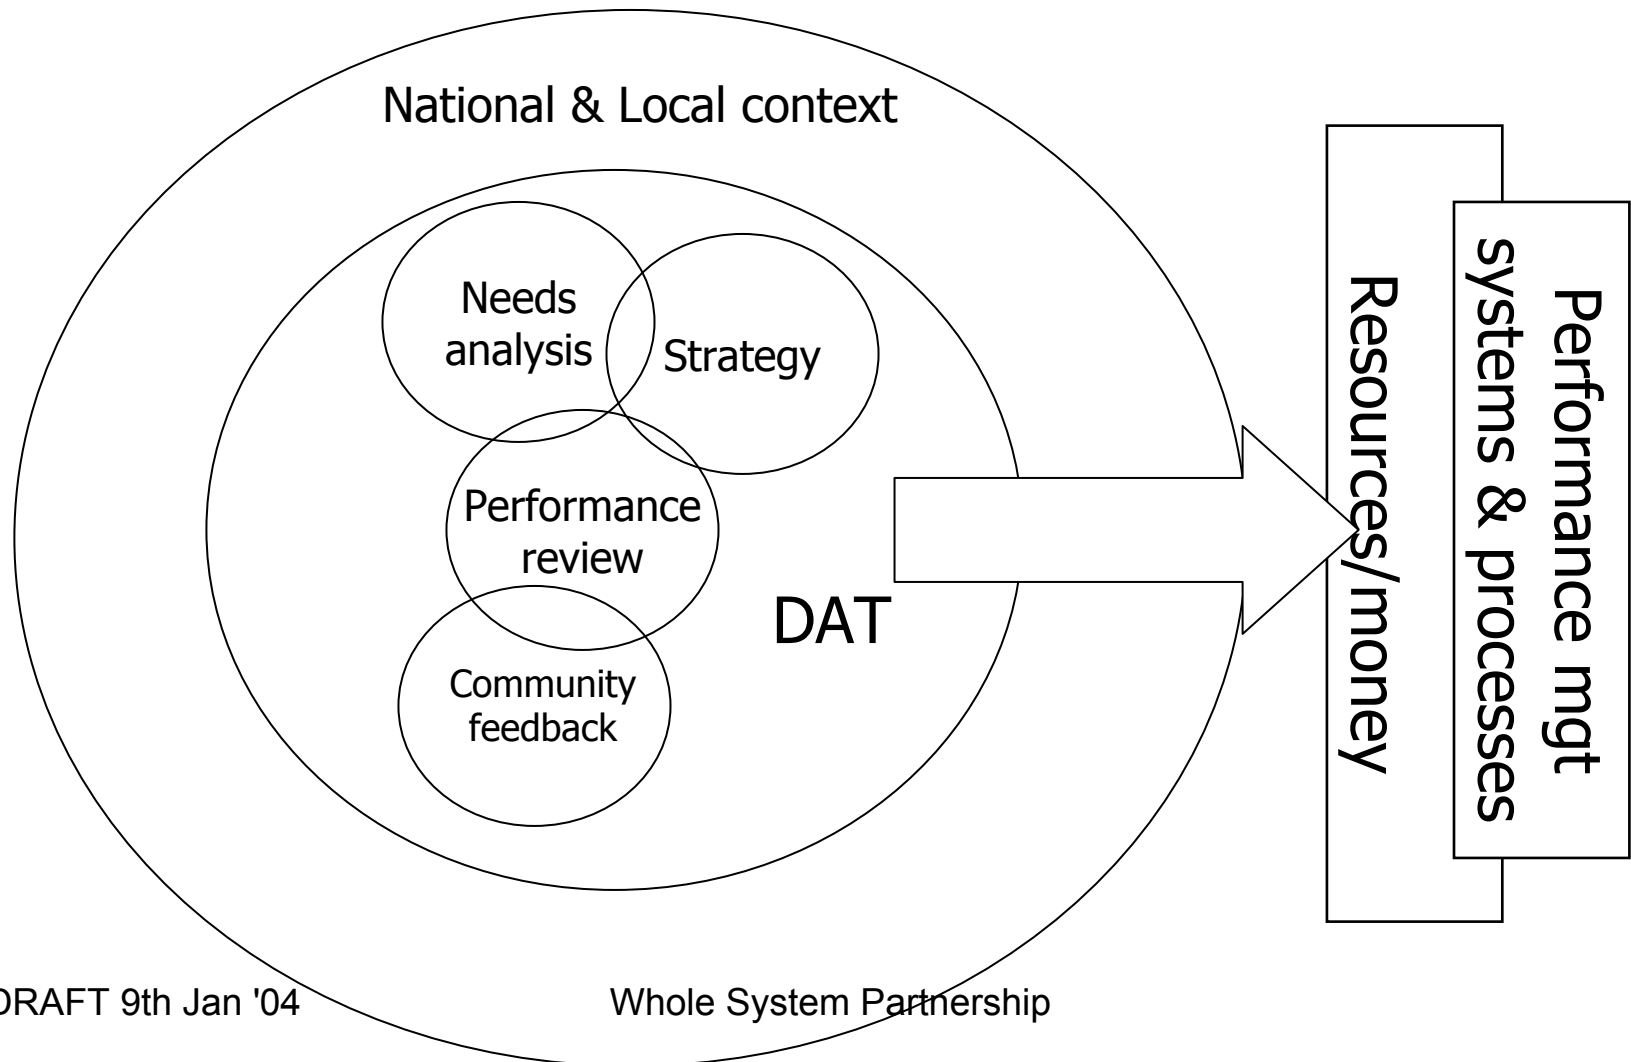 National & Local context
Needs
analysis
Strategy
Performance
review
DAT
Community
feedback
Resources/money
Performance mgt
systems & processes
DRAFT 9th Jan '04
Whole System Partnership